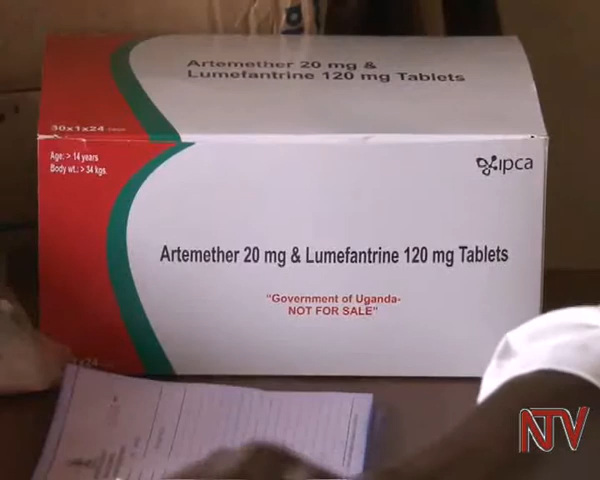 Artemether 20 mg &
Lumefantrine 120 mg Tablets
30x1x24
Age: > 14 years
Body wt.: > 34 kgs.
ipca
Artemether 20 mg & Lumefantrine 120 mg Tablets
"Government of Uganda-
NOT FOR SALE"
x24
NTV